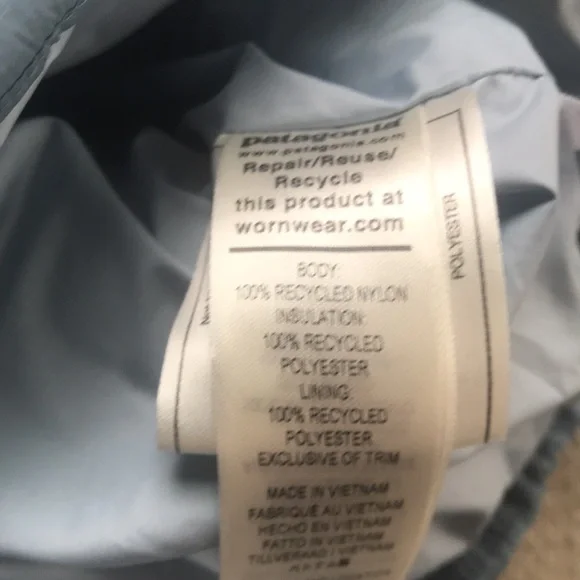 patagonia
www.patagonia.com
Repair/Reuse/
Recycle
this product at
wornwear.com
BODY:
100% RECYCLED NYLON
INSULATION:
100% RECYCLED
POLYESTER
LINING:
100% RECYCLED
POLYESTER
EXCLUSIVE OF TRIM
MADE IN VIETNAM
FABRIQUÉ AU VIETNAM
HECHO EN VIETNAM
FATTO IN VIETNAM
TILLVERKAD I VIETNAM
POLYESTER